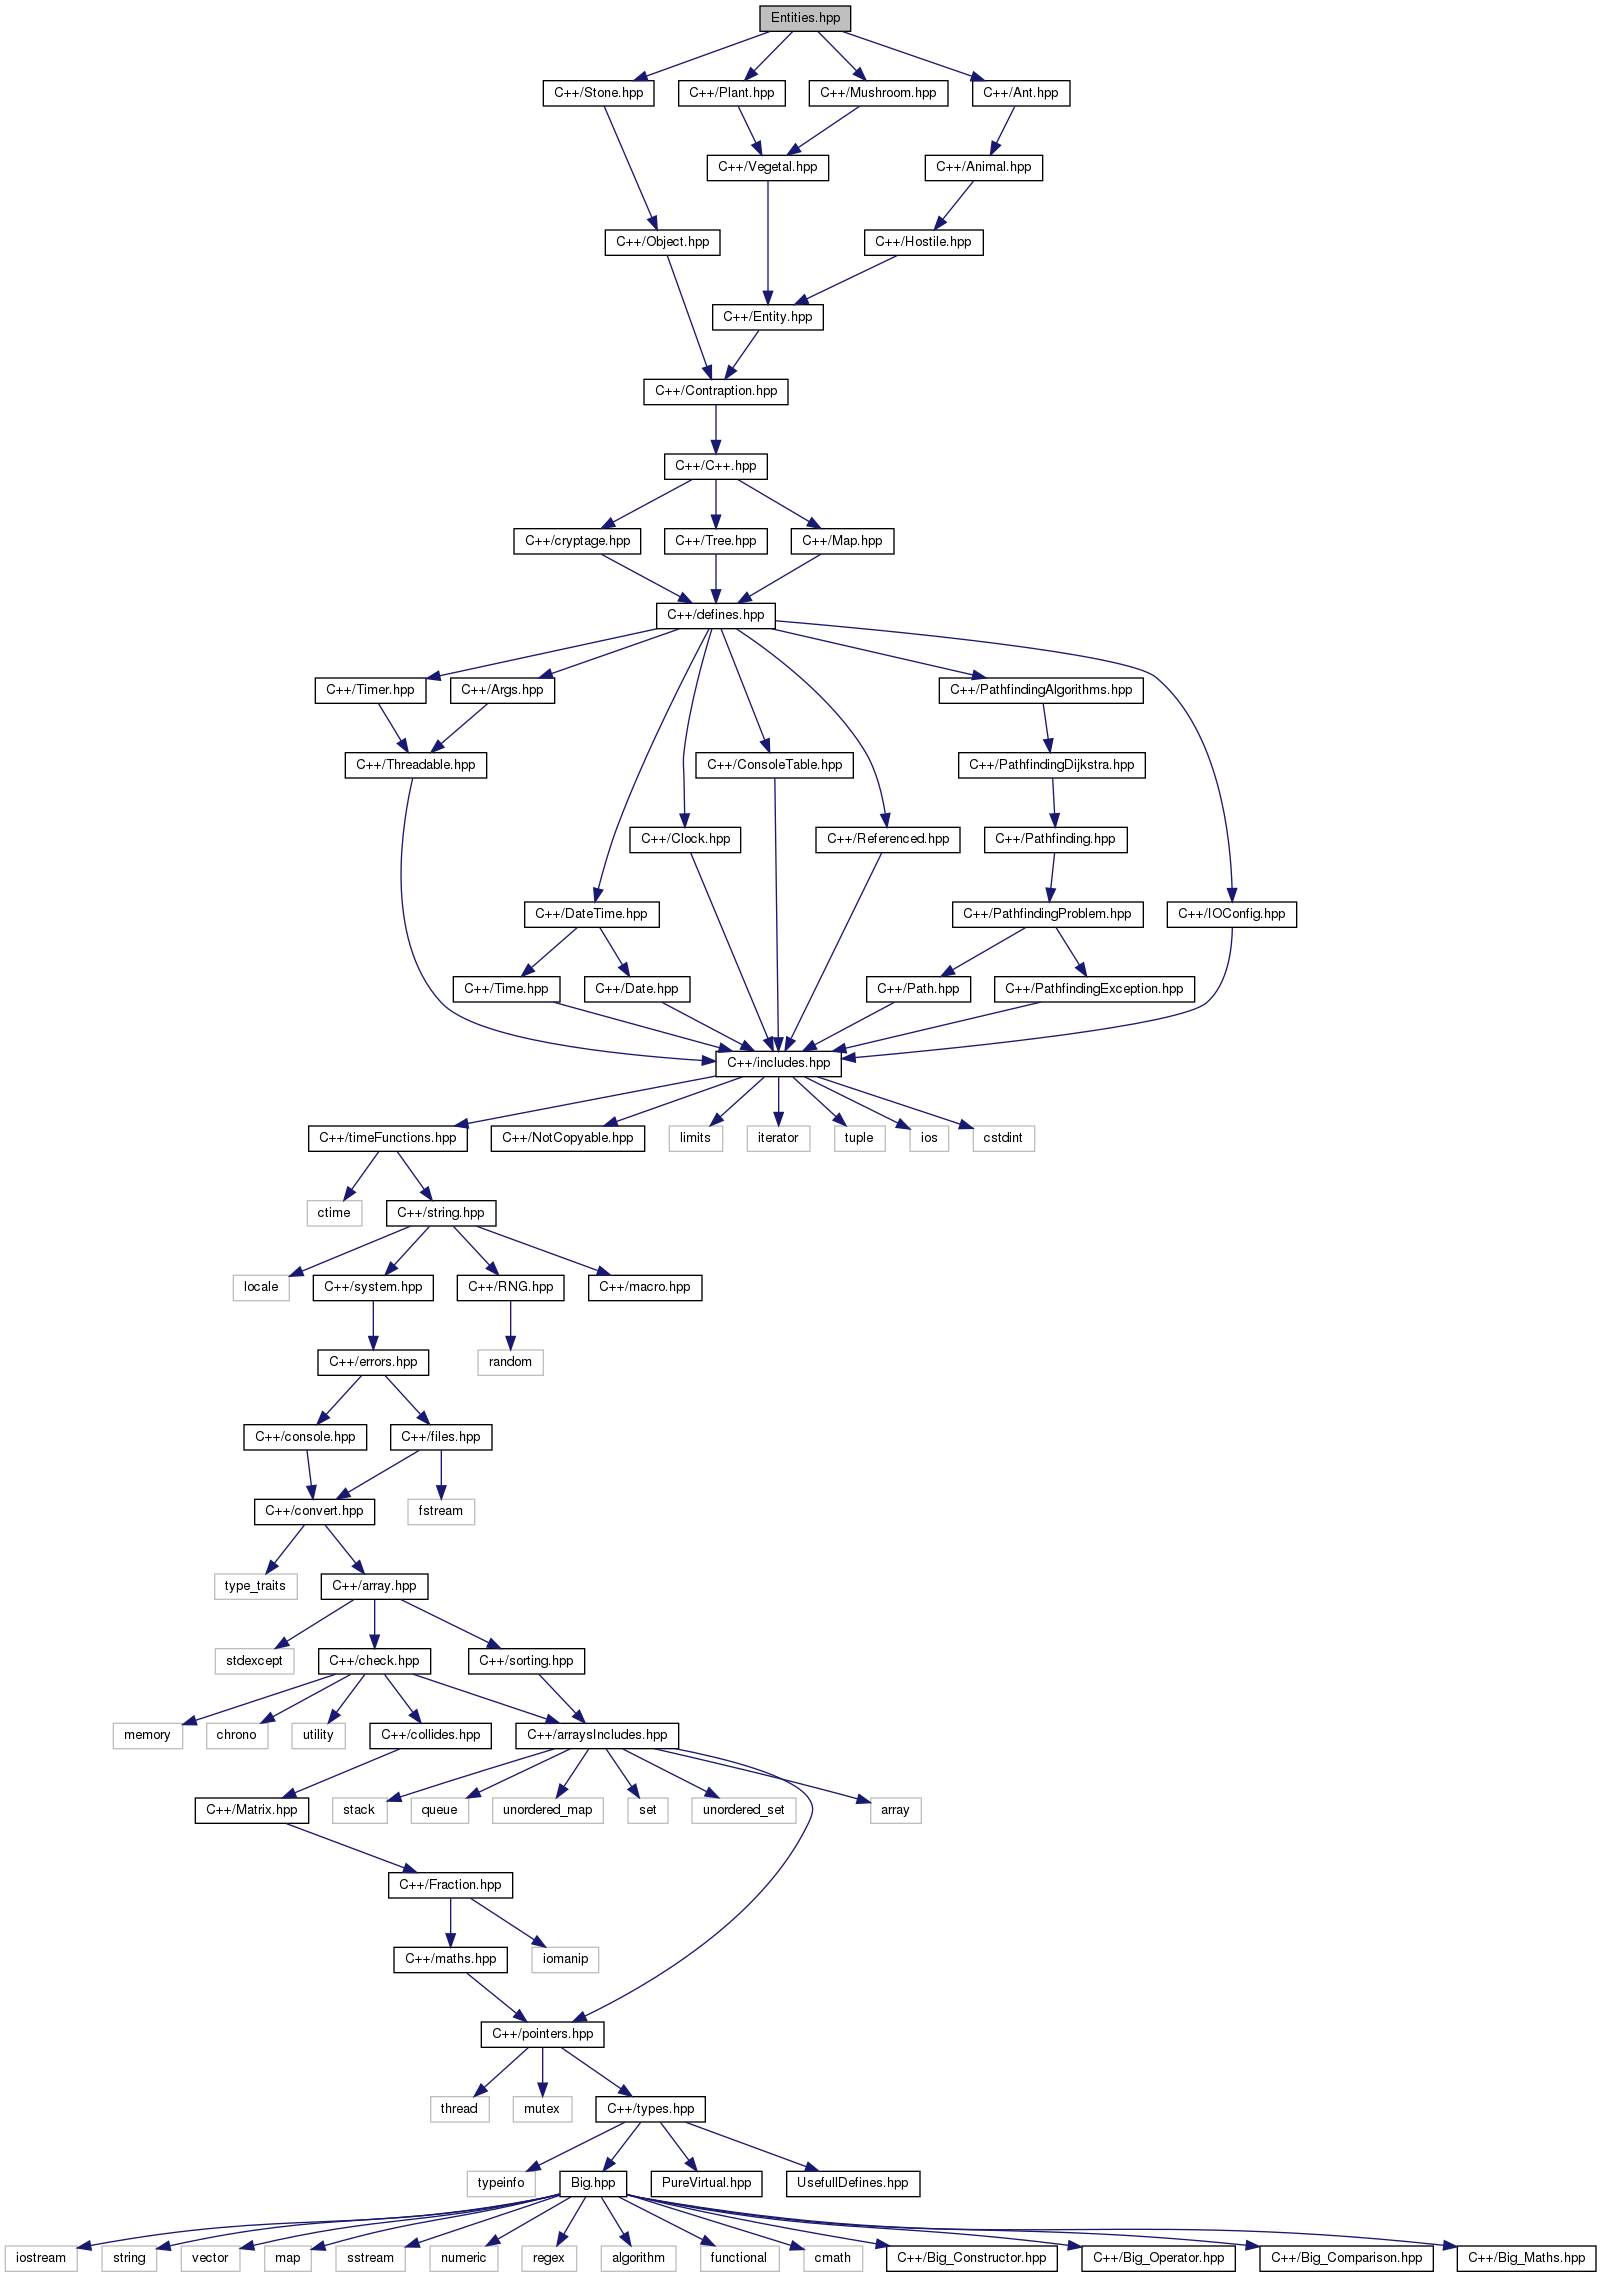 Entities.hpp
C++/Stone.hpp
C++/Plant.hpp
C++/Mushroom.hpp
C++/Ant.hpp
C++/Vegetal.hpp
C++/Animal.hpp
C++/Object.hpp
C++/Hostile.hpp
C++/Entity.hpp
C++/Contraption.hpp
C++/C++.hpp
C++/cryptage.hpp
C++/Tree.hpp
C++/Map.hpp
C++/defines.hpp
C++/Timer.hpp
C++/Args.hpp
C++/PathfindingAlgorithms.hpp
C++/Threadable.hpp
C++/ConsoleTable.hpp
C++/PathfindingDijkstra.hpp
C++/Clock.hpp
C++/Referenced.hpp
C++/Pathfinding.hpp
C++/DateTime.hpp
C++/PathfindingProblem.hpp
C++/IOConfig.hpp
C++/Time.hpp
C++/Date.hpp
C++/Path.hpp
C++/PathfindingException.hpp
C++/includes.hpp
C++/timeFunctions.hpp
C++/NotCopyable.hpp
limits
iterator
tuple
ios
cstdint
ctime
C++/string.hpp
locale
C++/system.hpp
C++/RNG.hpp
C++/macro.hpp
C++/errors.hpp
random
C++/console.hpp
C++/files.hpp
C++/convert.hpp
fstream
type_traits
C++/array.hpp
stdexcept
C++/check.hpp
C++/sorting.hpp
memory
chrono
utility
C++/collides.hpp
C++/arraysIncludes.hpp
C++/Matrix.hpp
stack
queue
unordered_map
set
unordered_set
array
C++/Fraction.hpp
C++/maths.hpp
iomanip
C++/pointers.hpp
thread
mutex
C++/types.hpp
typeinfo
Big.hpp
PureVirtual.hpp
UsefullDefines.hpp
iostream
string
vector
map
sstream
numeric
regex
algorithm
functional
cmath
C++/Big_Constructor.hpp
C++/Big_Operator.hpp
C++/Big_Comparison.hpp
C++/Big_Maths.hpp